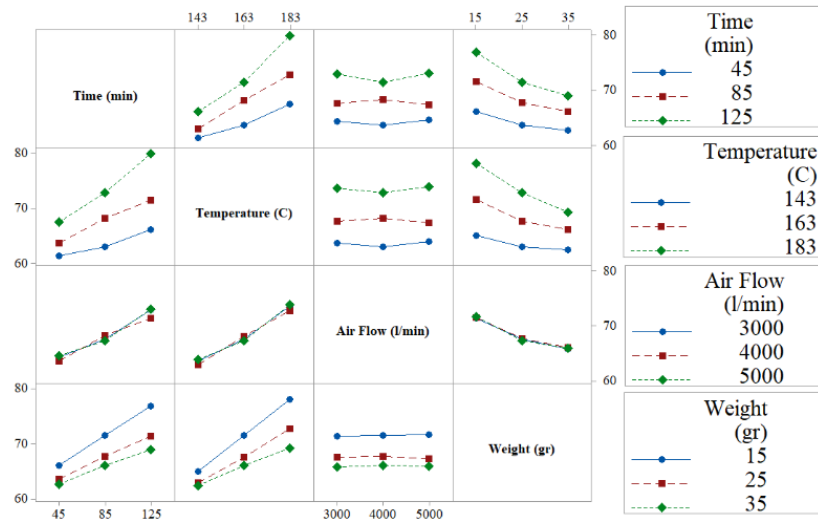 143 163 183
15 25 35
80
70
60
Time (min)
Time
(min)
45
85
125
80
70
60
Temperature (C)
Temperature
(C)
143
163
183
80
70
60
Air Flow (l/min)
Air Flow
(l/min)
3000
4000
5000
80
70
60
Weight (gr)
Weight
(gr)
15
25
35
45 85 125
3000 4000 5000